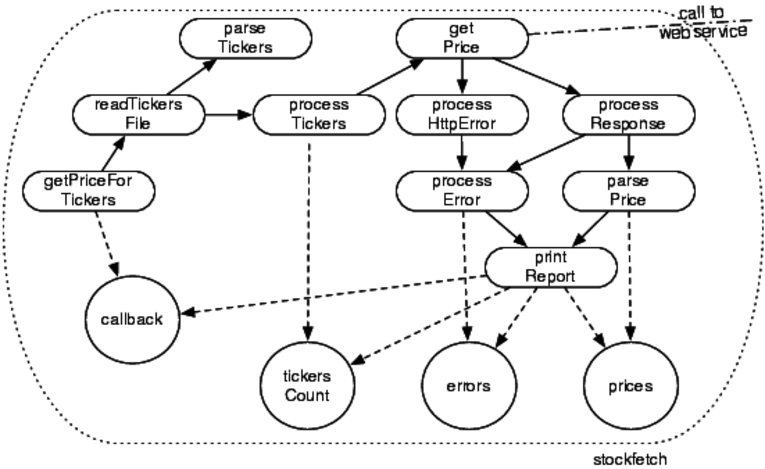 call to
web service
parse
Tickers
get
Price
readTickers
File
process
Tickers
process
HttpError
process
Response
getPriceFor
Tickers
process
Error
parse
Price
print
Report
callback
tickers
Count
errors
prices
stockfetch